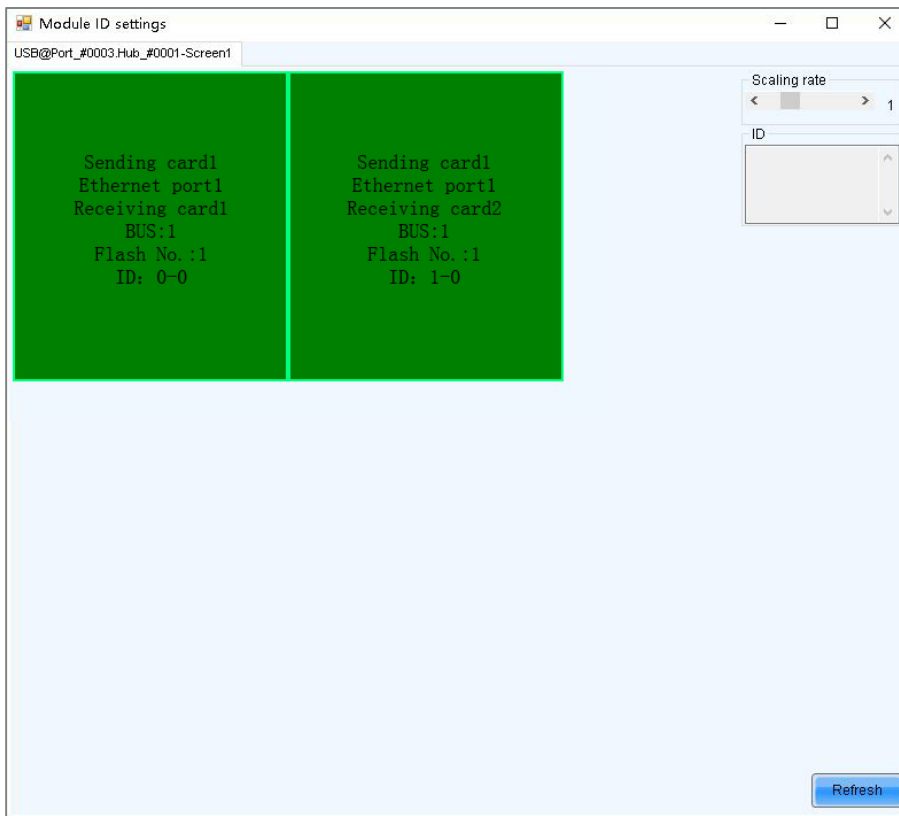 Module ID settings
USB@Port_#0003.Hub_#0001-Screen1
Sending card1
Ethernet port1
Receiving card1
BUS:1
Flash No.:1
ID: 0-0
Sending card1
Ethernet port1
Receiving card2
BUS:1
Flash No.:1
ID: 1-0
Scaling rate
1
ID
Refresh